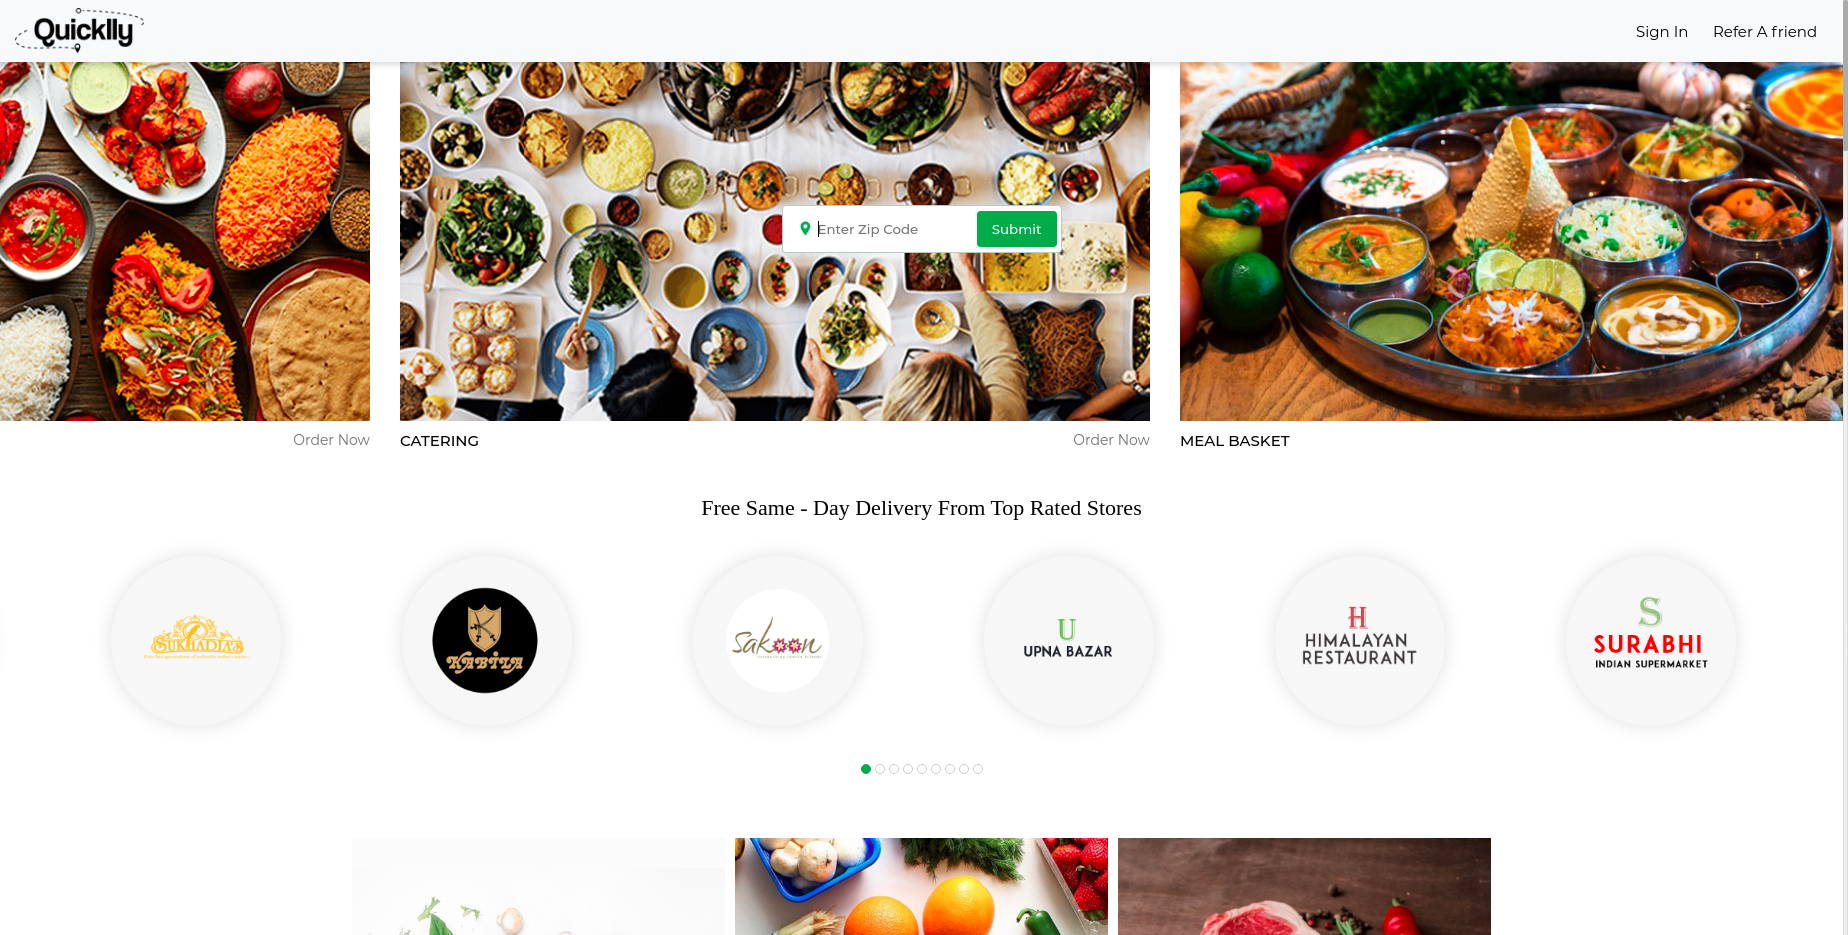 Quicklly
Sign In
Refer A friend
Enter Zip Code
Submit
Order Now
CATERING
Order Now
MEAL BASKET
Free Same - Day Delivery From Top Rated Stores
SUKHADIA'S
KABILA
sakoon
U
UPNA BAZAR
H
HIMALAYAN
RESTAURANT
S
SURABHI
INDIAN SUPERMARKET